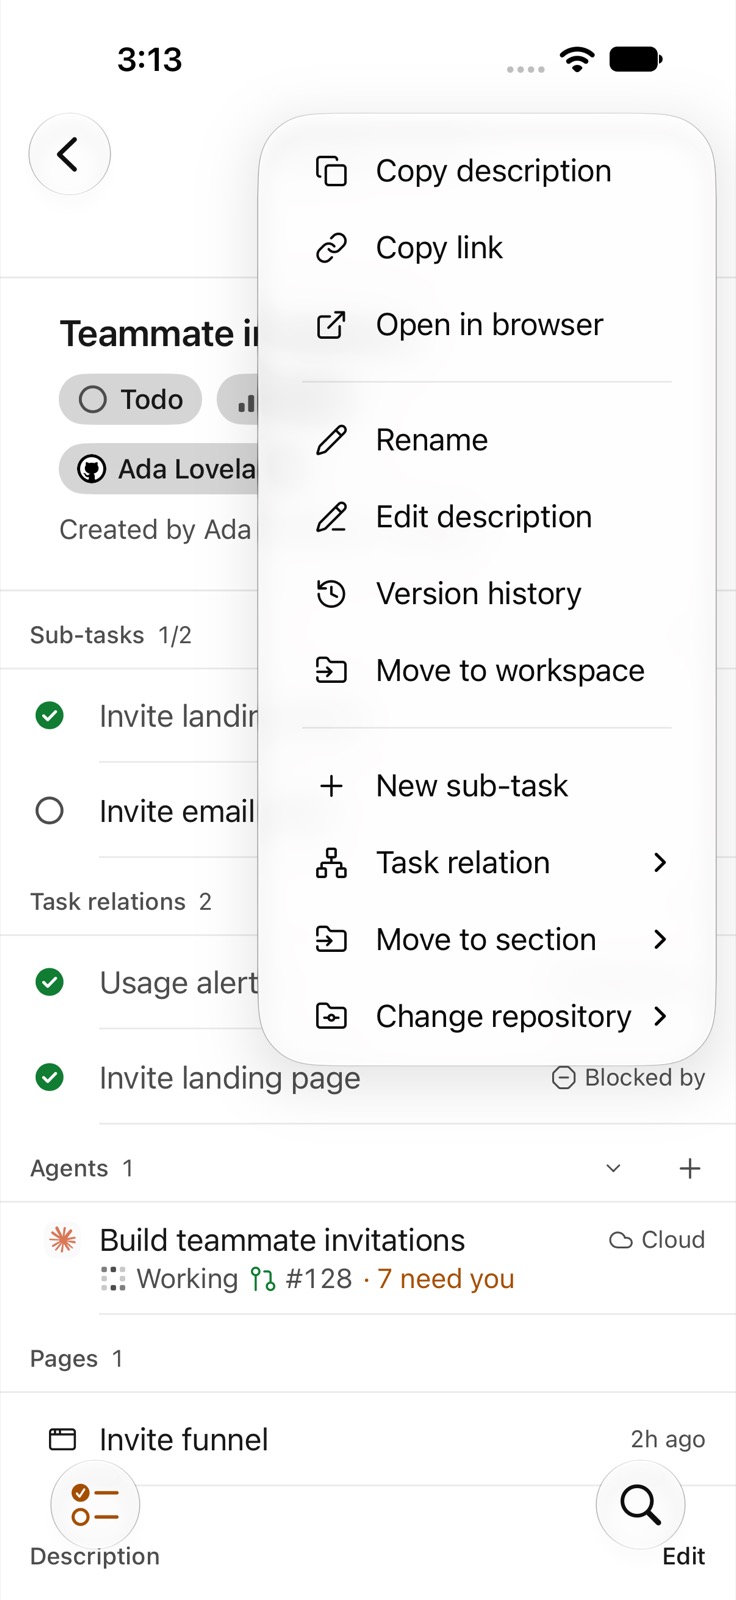 3:13
Copy description
Copy link
Open in browser
Rename
Edit description
Version history
Move to workspace
New sub-task
Task relation
Move to section
Change repository
Teammate
Todo
Ada Lovela
Created by Ada
Sub-tasks 1/2
Invite landin
Invite email
Task relations 2
Usage alert
Invite landing page Blocked by
Agents 1
Build teammate invitations Cloud
Working #128 · 7 need you
Pages 1
Invite funnel 2h ago
Description Edit